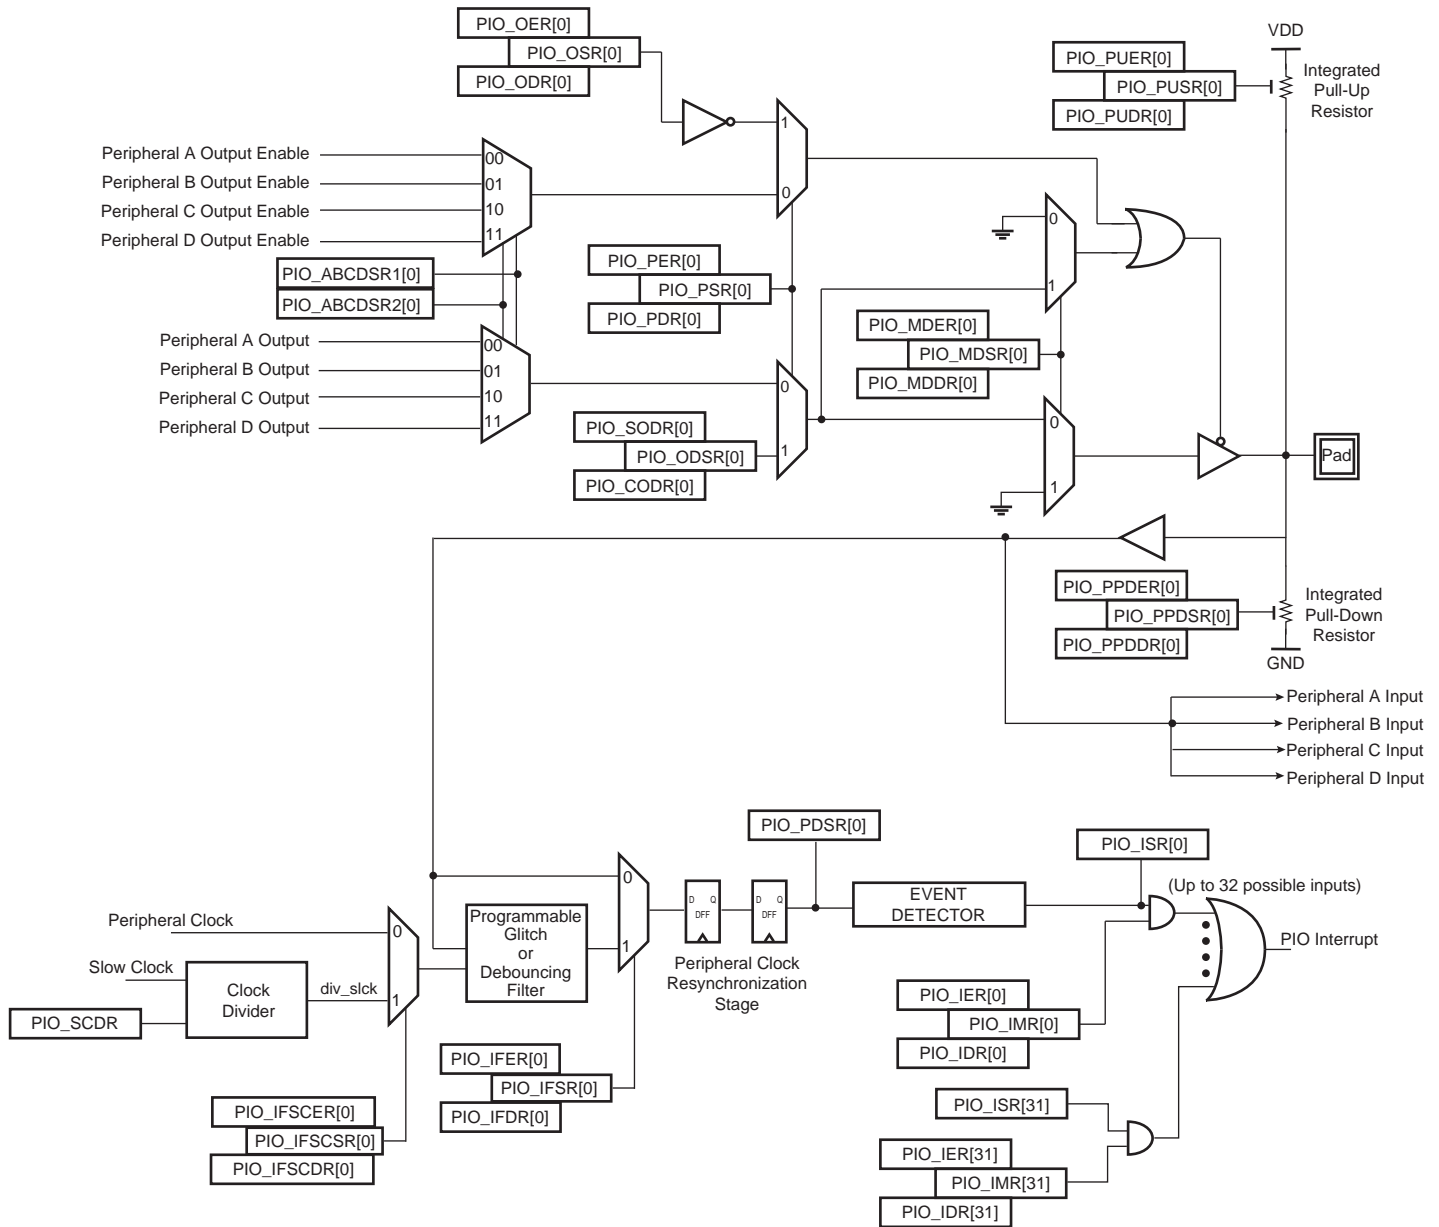 PIO_OER[0]
PIO_OSR[0]
PIO_ODR[0]
VDD
PIO_PUER[0]
PIO_PUSR[0]
PIO_PUDR[0]
Integrated
Pull-Up
Resistor
1
0
Peripheral A Output Enable
Peripheral B Output Enable
Peripheral C Output Enable
Peripheral D Output Enable
00
01
10
11
PIO_ABCDSR1[0]
PIO_ABCDSR2[0]
PIO_PER[0]
PIO_PSR[0]
PIO_PDR[0]
0
1
PIO_MDER[0]
PIO_MDSR[0]
PIO_MDDR[0]
Peripheral A Output
Peripheral B Output
Peripheral C Output
Peripheral D Output
00
01
10
11
0
1
PIO_SODR[0]
PIO_ODSR[0]
PIO_CODR[0]
0
1
Pad
PIO_PPDER[0]
PIO_PPDSR[0]
PIO_PPDDR[0]
Integrated
Pull-Down
Resistor
GND
Peripheral A Input
Peripheral B Input
Peripheral C Input
Peripheral D Input
PIO_PDSR[0]
PIO_ISR[0]
(Up to 32 possible inputs)
EVENT
DETECTOR
PIO Interrupt
0
1
D Q
DFF
D Q
DFF
Peripheral Clock
Resynchronization
Stage
Programmable
Glitch
or
Debouncing
Filter
Peripheral Clock
0
1
Slow Clock
Clock
Divider
div_slck
PIO_SCDR
PIO_IER[0]
PIO_IMR[0]
PIO_IDR[0]
PIO_IFER[0]
PIO_IFSR[0]
PIO_IFDR[0]
PIO_IFSCER[0]
PIO_IFSCSR[0]
PIO_IFSCDR[0]
PIO_ISR[31]
PIO_IER[31]
PIO_IMR[31]
PIO_IDR[31]